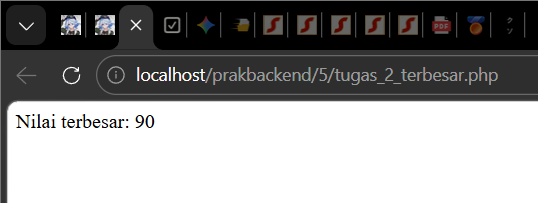 localhost/prakbackend/5/tugas_2_terbesar.php
Nilai terbesar: 90